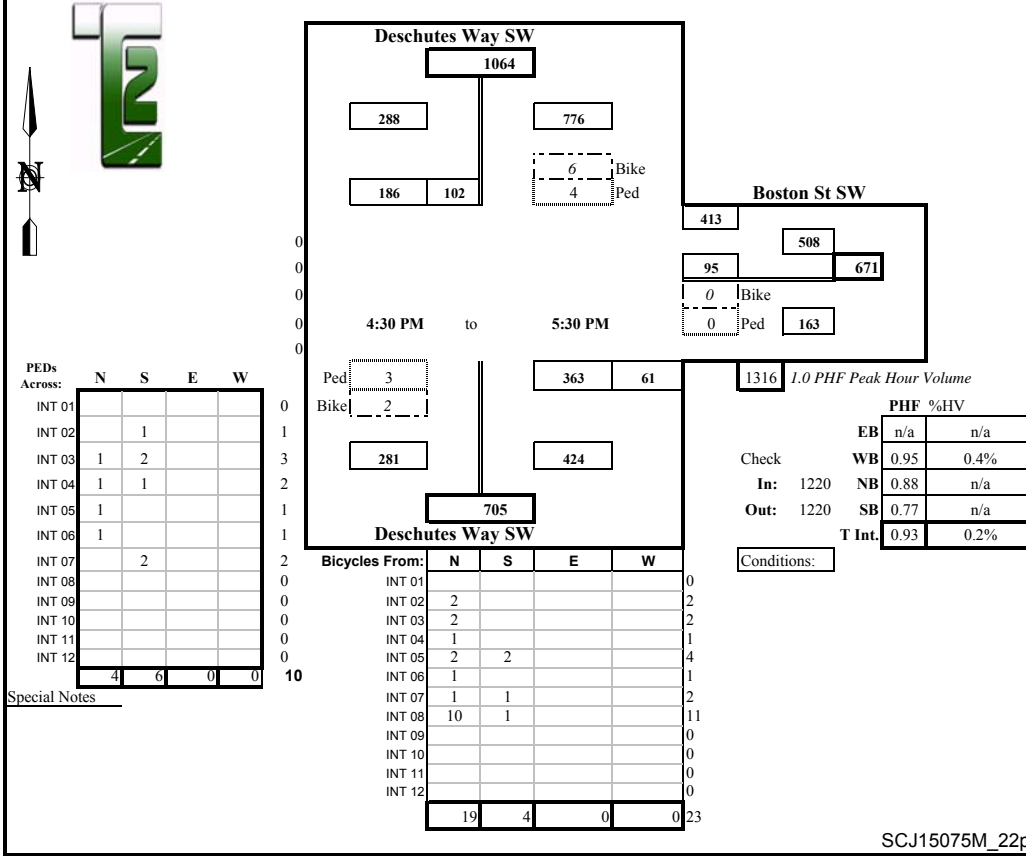 T2
N
Deschutes Way SW
1064
288 776
6 Bike
186 102 4 Ped
Boston St SW
413
0 508
0 95 671
0 0 Bike
0 4:30 PM to 5:30 PM 0 Ped 163
0
PEDs Across: N S E W
Ped 3 363 61 1316 1.0 PHF Peak Hour Volume
INT 01 0 Bike 2
PHF %HV
INT 02 1 1
EB n/a n/a
INT 03 1 2 3
281 424 Check WB 0.95 0.4%
INT 04 1 1 2
In: 1220 NB 0.88 n/a
INT 05 1 1
705 Out: 1220 SB 0.77 n/a
INT 06 1 1
Deschutes Way SW
T Int. 0.93 0.2%
INT 07 2 2
Bicycles From: N S E W
Conditions:
INT 08 0
INT 01 0
INT 09 0
INT 02 2 2
INT 10 0
INT 03 2 2
INT 11 0
INT 04 1 1
INT 12 0
INT 05 2 2 4
4 6 0 0 10
INT 06 1 1
Special Notes
INT 07 1 1 2
INT 08 10 1 11
INT 09 0
INT 10 0
INT 11 0
INT 12 0
19 4 0 0 23
SCJ15075M_22p